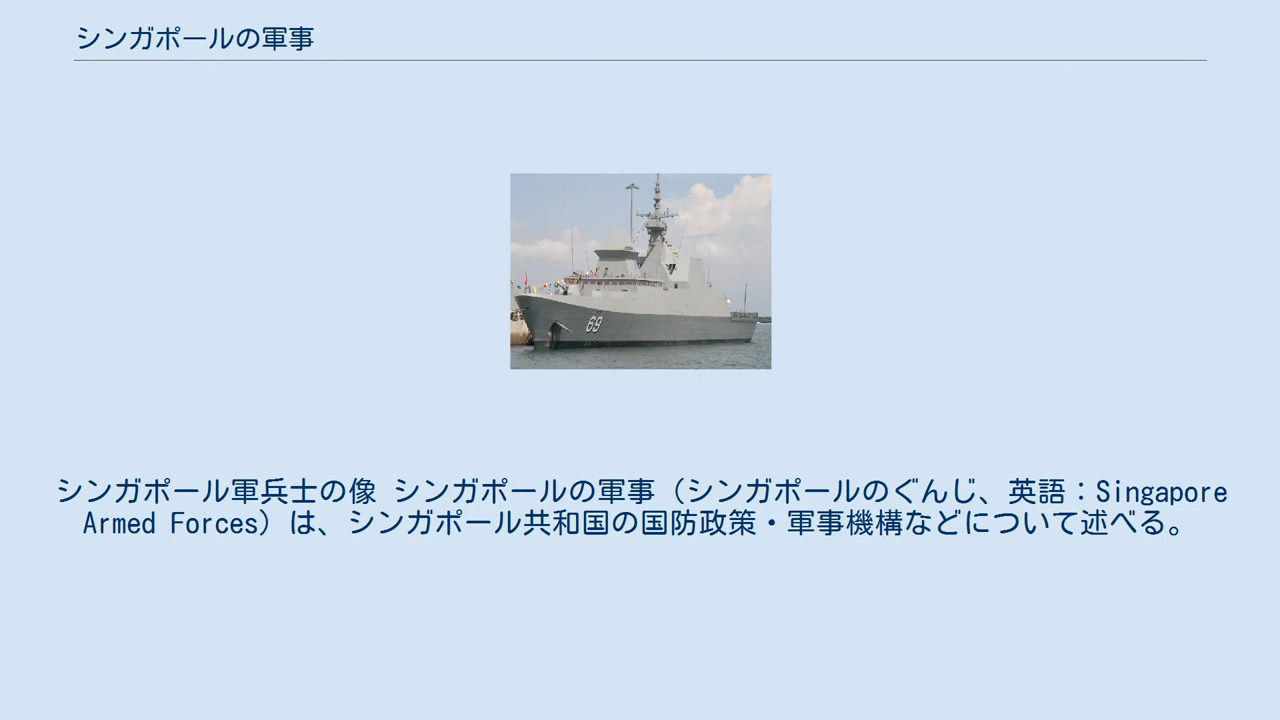 シンガポールの軍事
69
シンガポール軍兵士の像 シンガポールの軍事（シンガポールのぐんじ、英語：Singapore
Armed Forces）は、シンガポール共和国の国防政策・軍事機構などについて述べる。